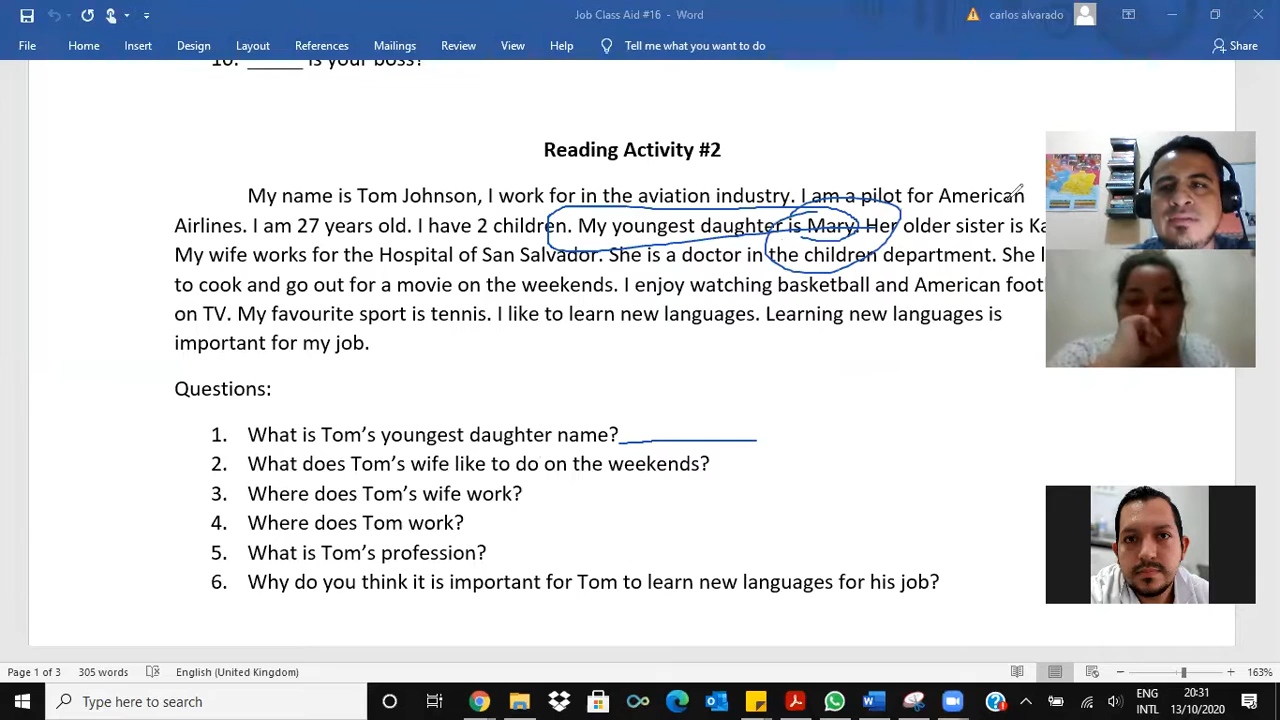 Job Class Aid #16 - Word
carlos alvarado
File Home Insert Design Layout References Mailings Review View Help Tell me what you want to do Share
10. _____ is your boss?
Reading Activity #2
My name is Tom Johnson, I work for in the aviation industry. I am a pilot for American
Airlines. I am 27 years old. I have 2 children. My youngest daughter is Mary. Her older sister is
My wife works for the Hospital of San Salvador. She is a doctor in the children department. She
to cook and go out for a movie on the weekends. I enjoy watching basketball and American
on TV. My favourite sport is tennis. I like to learn new languages. Learning new languages is
important for my job.
Questions:
1. What is Tom’s youngest daughter name?
2. What does Tom’s wife like to do on the weekends?
3. Where does Tom’s wife work?
4. Where does Tom work?
5. What is Tom’s profession?
6. Why do you think it is important for Tom to learn new languages for his job?
Page 1 of 3 305 words English (United Kingdom) 163%
Type here to search
ENG 20:31
INTL 13/10/2020